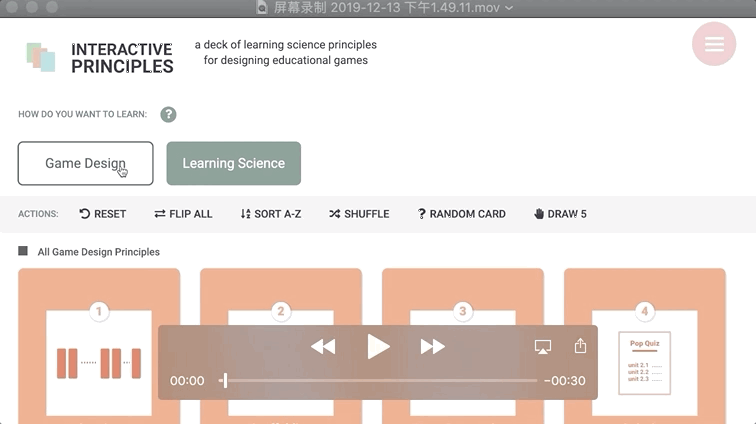 屏幕录制 2019-12-13 下午1.49.11.mov
INTERACTIVE
PRINCIPLES
a deck of learning science principles
for designing educational games
HOW DO YOU WANT TO LEARN:
?
Game Design
Learning Science
ACTIONS:
RESET
FLIP ALL
SORT A-Z
SHUFFLE
? RANDOM CARD
DRAW 5
All Game Design Principles
1
2
3
4
Pop Quiz
unit 2.1 ......
unit 2.2 ......
unit 2.3 ......
00:00
-00:30